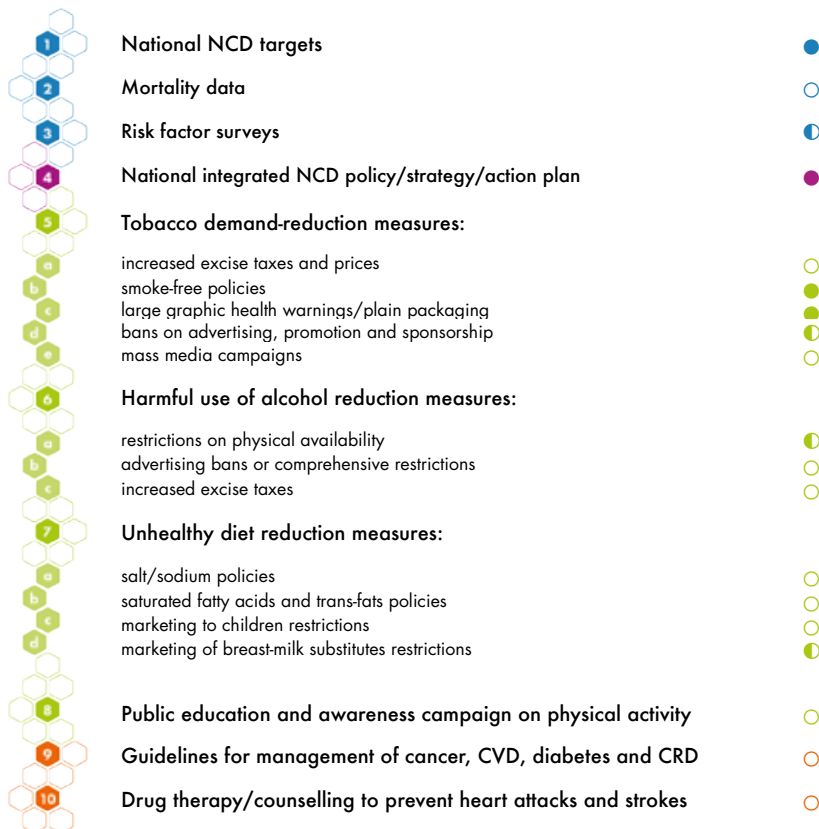 1 National NCD targets
2 Mortality data
3 Risk factor surveys
4 National integrated NCD policy/strategy/action plan
5 Tobacco demand-reduction measures:
a increased excise taxes and prices
b smoke-free policies
c large graphic health warnings/plain packaging
d bans on advertising, promotion and sponsorship
e mass media campaigns
6 Harmful use of alcohol reduction measures:
a restrictions on physical availability
b advertising bans or comprehensive restrictions
c increased excise taxes
7 Unhealthy diet reduction measures:
a salt/sodium policies
b saturated fatty acids and trans-fats policies
c marketing to children restrictions
d marketing of breast-milk substitutes restrictions
8 Public education and awareness campaign on physical activity
9 Guidelines for management of cancer, CVD, diabetes and CRD
10 Drug therapy/counselling to prevent heart attacks and strokes